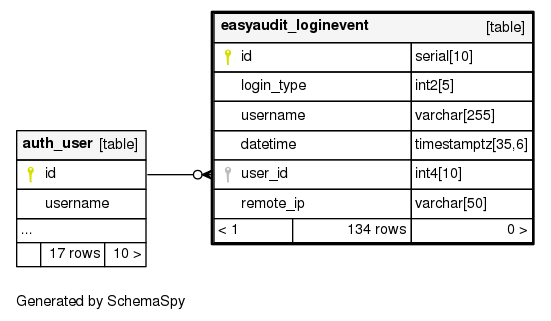 easyaudit_loginevent [table]
id serial[10]
login_type int2[5]
username varchar[255]
datetime timestamptz[35,6]
user_id int4[10]
remote_ip varchar[50]
< 1 134 rows 0 >
auth_user [table]
id
username
...
17 rows 10 >
Generated by SchemaSpy